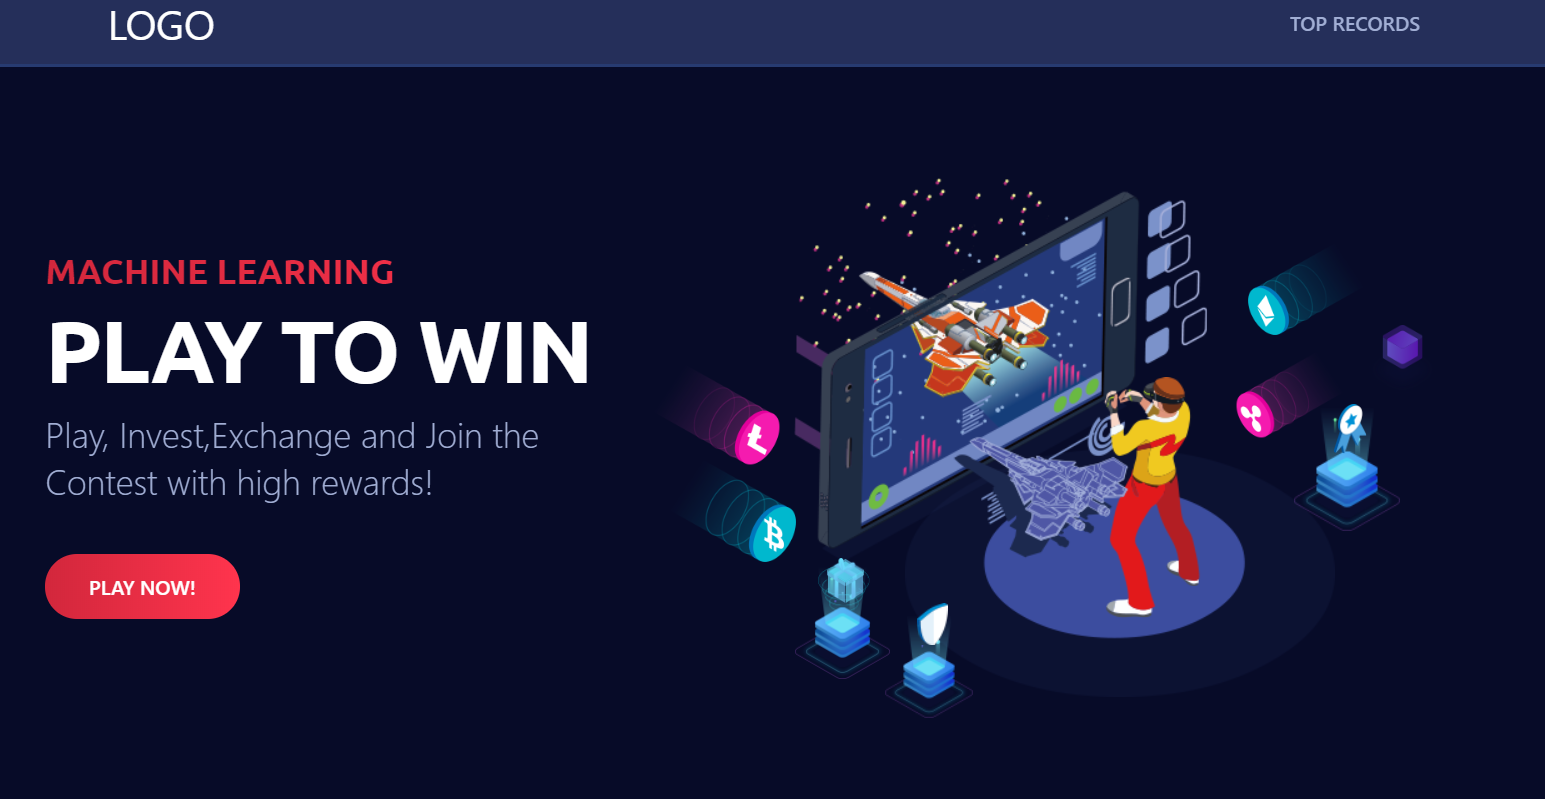 LOGO
TOP RECORDS
MACHINE LEARNING
PLAY TO WIN
Play, Invest,Exchange and Join the
Contest with high rewards!
PLAY NOW!